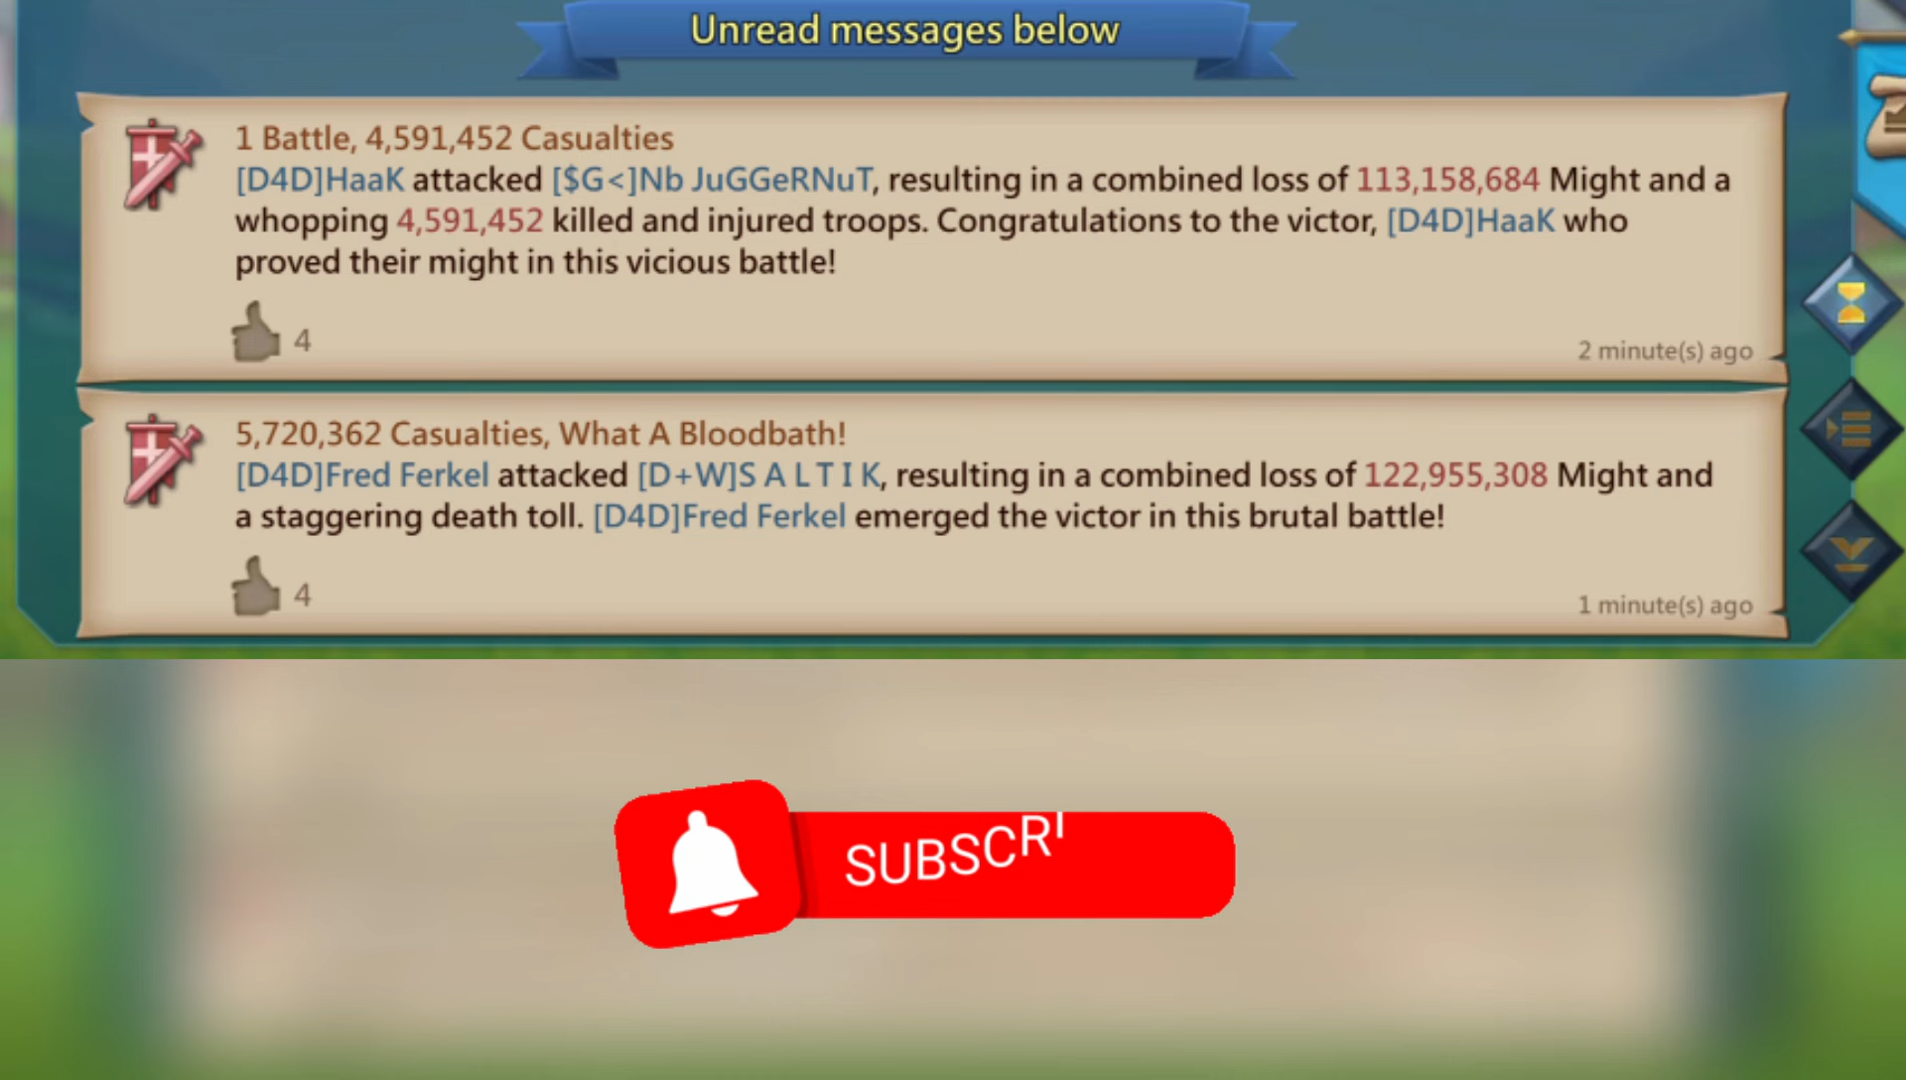 Unread messages below
1 Battle, 4,591,452 Casualties
[D4D]HaaK attacked [$G<]Nb JuGGeRNuT, resulting in a combined loss of 113,158,684 Might and a
whopping 4,591,452 killed and injured troops. Congratulations to the victor, [D4D]HaaK who
proved their might in this vicious battle!
4
2 minute(s) ago
5,720,362 Casualties, What A Bloodbath!
[D4D]Fred Ferkel attacked [D+W]S A L T I K, resulting in a combined loss of 122,955,308 Might and
a staggering death toll. [D4D]Fred Ferkel emerged the victor in this brutal battle!
4
1 minute(s) ago
SUBSCRI